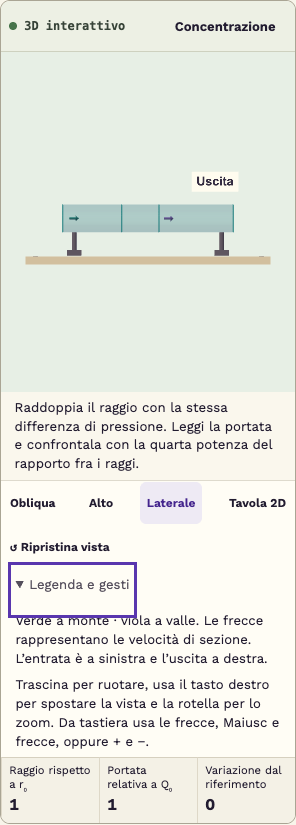 3D interattivo
Concentrazione
Uscita
Raddoppia il raggio con la stessa
differenza di pressione. Leggi la portata
e confrontala con la quarta potenza del
rapporto fra i raggi.
Obliqua Alto Laterale Tavola 2D
↺ Ripristina vista
▼ Legenda e gesti
Verde a monte · viola a valle. Le frecce
rappresentano le velocità di sezione.
L’entrata è a sinistra e l’uscita a destra.
Trascina per ruotare, usa il tasto destro
per spostare la vista e la rotella per lo
zoom. Da tastiera usa le frecce, Maiusc e
frecce, oppure + e −.
Raggio rispetto
a r₀
1
Portata
relativa a Q₀
1
Variazione dal
riferimento
0